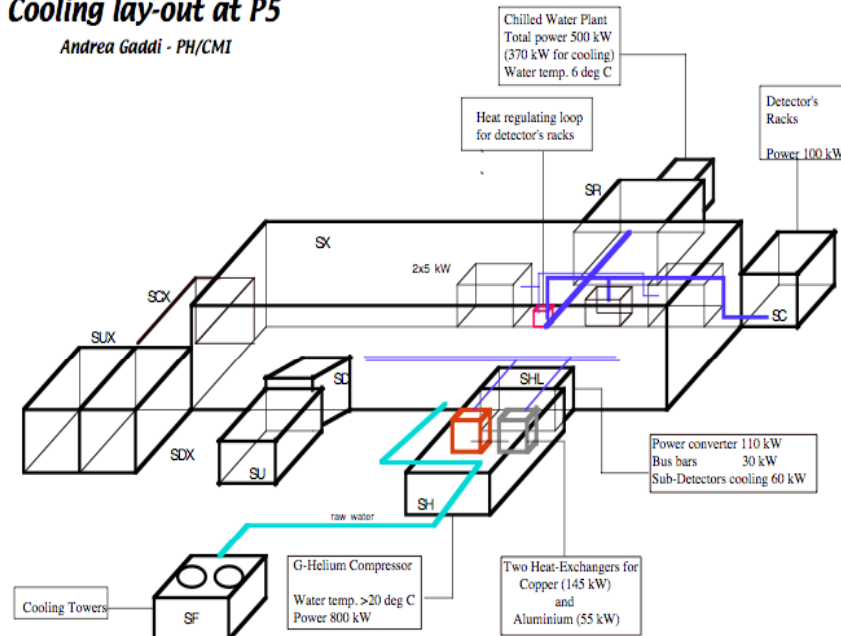 Cooling lay-out at P5
Andrea Gaddi - PH/CMI
Chilled Water Plant
Total power 500 kW
(370 kW for cooling)
Water temp. 6 deg C
Heat regulating loop
for detector's racks
Detector's
Racks
Power 100 kW
SR
SX
2x5 kW
SCX
SC
SUX
SD
SHL
SDX
SU
SH
Power converter 110 kW
Bus bars 30 kW
Sub-Detectors cooling 60 kW
raw water
G-Helium Compressor
Water temp. >20 deg C
Power 800 kW
Two Heat-Exchangers for
Copper (145 kW)
and
Aluminium (55 kW)
Cooling Towers
SF